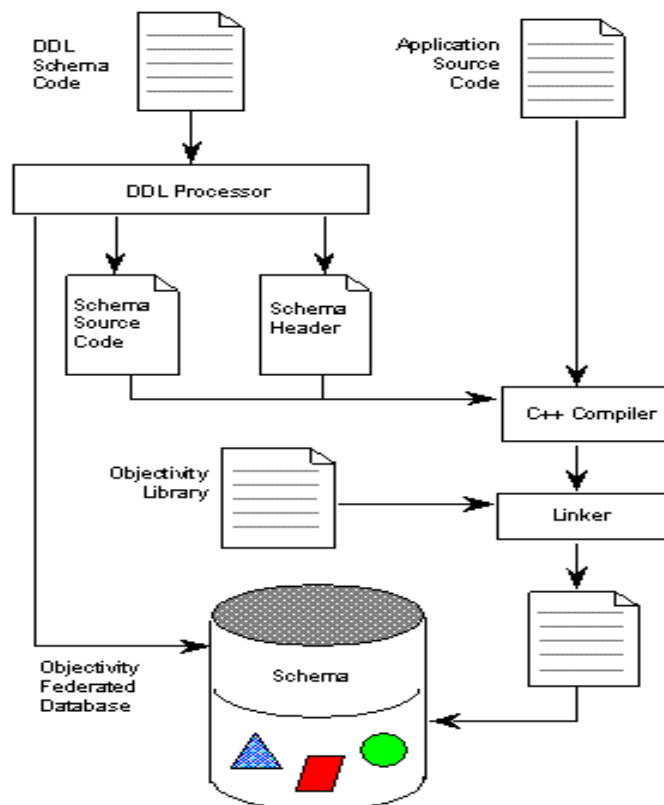 DDL
Schema
Code
Application
Source
Code
DDL Processor
Schema
Source
Code
Schema
Header
C++ Compiler
Objectivity
Library
Linker
Schema
Objectivity
Federated
Database